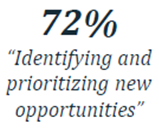 72%
“Identifying and
prioritizing new
opportunities”